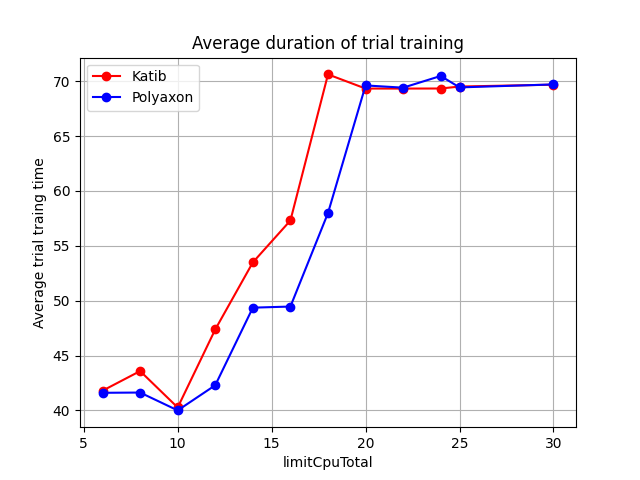 Average duration of trial training
Katib
Polyaxon
70
65
60
55
50
45
40
Average trial traing time
5
10
15
20
25
30
limitCpuTotal